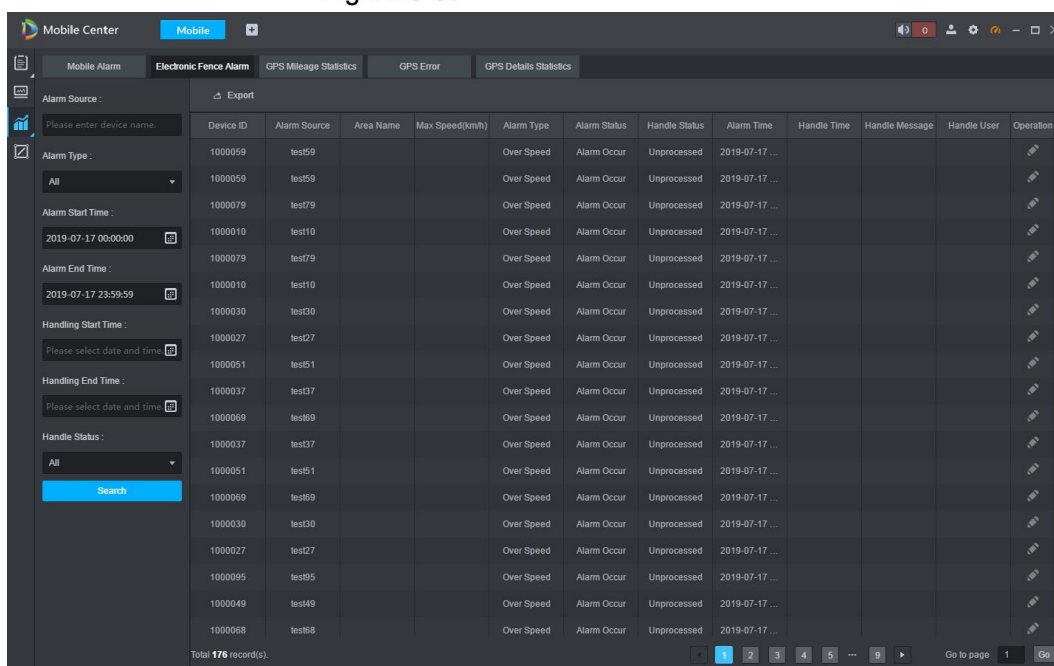 Mobile Center Mobile 0
Mobile Alarm Electronic Fence Alarm GPS Mileage Statistics GPS Error GPS Details Statistics
Alarm Source :
Please enter device name.
Alarm Type :
All
Alarm Start Time :
2019-07-17 00:00:00
Alarm End Time :
2019-07-17 23:59:59
Handling Start Time :
Please select date and time.
Handling End Time :
Please select date and time.
Handle Status :
All
Search
Export
Device ID Alarm Source Area Name Max Speed(km/h) Alarm Type Alarm Status Handle Status Alarm Time Handle Time Handle Message Handle User Operation
1000059 test59 Over Speed Alarm Occur Unprocessed 2019-07-17 ...
1000059 test59 Over Speed Alarm Occur Unprocessed 2019-07-17 ...
1000079 test79 Over Speed Alarm Occur Unprocessed 2019-07-17 ...
1000010 test10 Over Speed Alarm Occur Unprocessed 2019-07-17 ...
1000079 test79 Over Speed Alarm Occur Unprocessed 2019-07-17 ...
1000010 test10 Over Speed Alarm Occur Unprocessed 2019-07-17 ...
1000030 test30 Over Speed Alarm Occur Unprocessed 2019-07-17 ...
1000027 test27 Over Speed Alarm Occur Unprocessed 2019-07-17 ...
1000051 test51 Over Speed Alarm Occur Unprocessed 2019-07-17 ...
1000037 test37 Over Speed Alarm Occur Unprocessed 2019-07-17 ...
1000069 test69 Over Speed Alarm Occur Unprocessed 2019-07-17 ...
1000037 test37 Over Speed Alarm Occur Unprocessed 2019-07-17 ...
1000051 test51 Over Speed Alarm Occur Unprocessed 2019-07-17 ...
1000069 test69 Over Speed Alarm Occur Unprocessed 2019-07-17 ...
1000030 test30 Over Speed Alarm Occur Unprocessed 2019-07-17 ...
1000027 test27 Over Speed Alarm Occur Unprocessed 2019-07-17 ...
1000095 test95 Over Speed Alarm Occur Unprocessed 2019-07-17 ...
1000049 test49 Over Speed Alarm Occur Unprocessed 2019-07-17 ...
1000068 test68 Over Speed Alarm Occur Unprocessed 2019-07-17 ...
Total 176 record(s). 1 2 3 4 5 ... 9 Go to page 1 Go